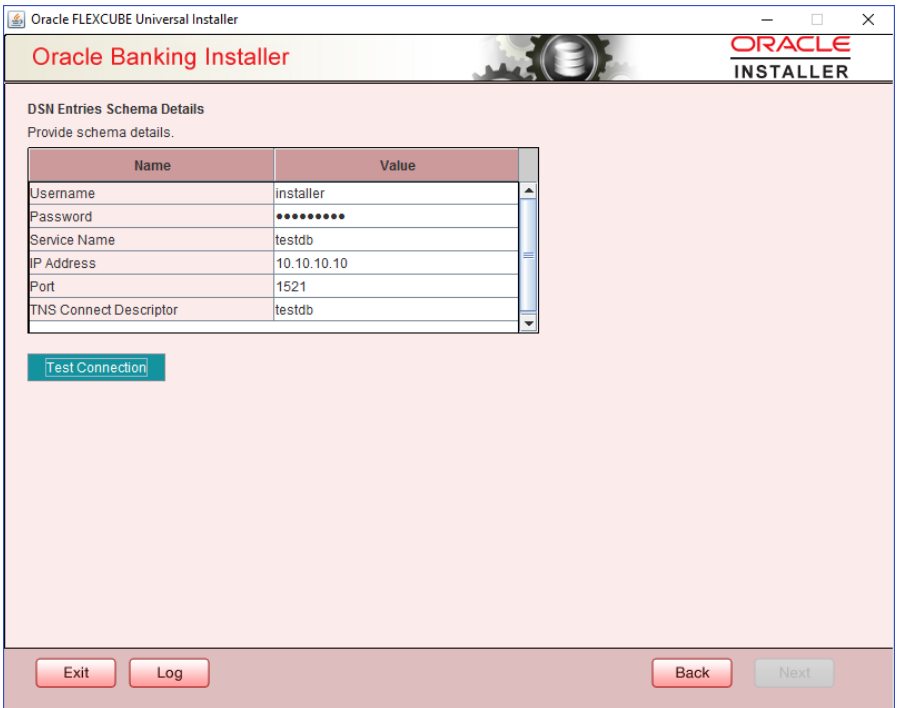 Oracle FLEXCUBE Universal Installer
Oracle Banking Installer
ORACLE
INSTALLER
DSN Entries Schema Details
Provide schema details.
Name Value
Username installer
Password •••••••••
Service Name testdb
IP Address 10.10.10.10
Port 1521
TNS Connect Descriptor testdb
Test Connection
Exit Log Back Next